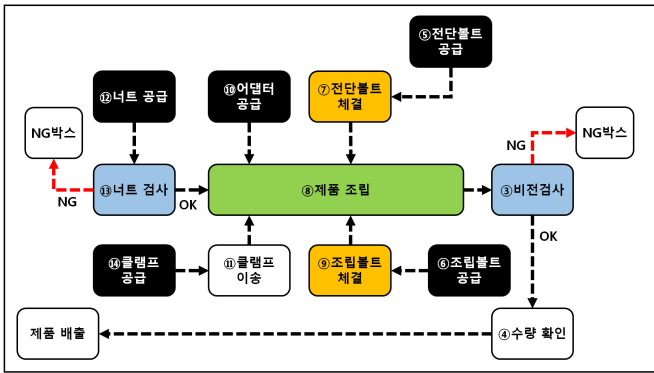 ⑤전단볼트
공급
⑫너트 공급
⑩어댑터
공급
⑦전단볼트
체결
NG박스
NG박스
NG
⑬너트 검사
OK
⑧제품 조립
③비전검사
NG
OK
⑭클램프
공급
⑪클램프
이송
⑨조립볼트
체결
⑥조립볼트
공급
제품 배출
④수량 확인